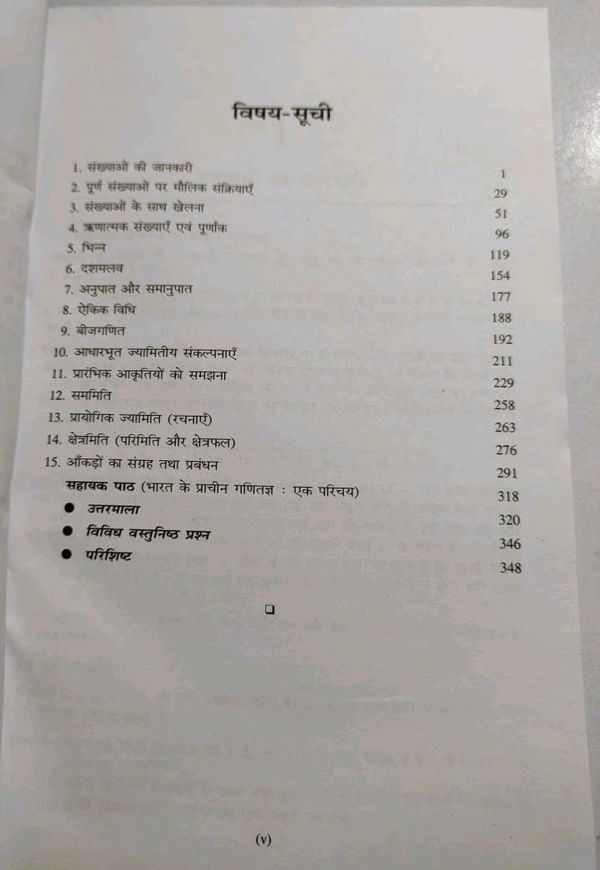 विषय-सूची
1. संख्याओं की जानकारी 1
2. पूर्ण संख्याओं पर मौलिक संक्रियाएँ 29
3. संख्याओं के साथ खेलना 51
4. ऋणात्मक संख्याएँ एवं पूर्णांक 96
5. भिन्न 119
6. दशमलव 154
7. अनुपात और समानुपात 177
8. ऐकिक विधि 188
9. बीजगणित 192
10. आधारभूत ज्यामितीय संकल्पनाएँ 211
11. प्रारंभिक आकृतियों को समझना 229
12. सममिति 258
13. प्रायोगिक ज्यामिति (रचनाएँ) 263
14. क्षेत्रमिति (परिमिति और क्षेत्रफल) 276
15. आँकड़ों का संग्रह तथा प्रबंधन 291
सहायक पाठ (भारत के प्राचीन गणितज्ञ : एक परिचय) 318
● उत्तरमाला 320
● विविध वस्तुनिष्ठ प्रश्न 346
● परिशिष्ट 348
(v)